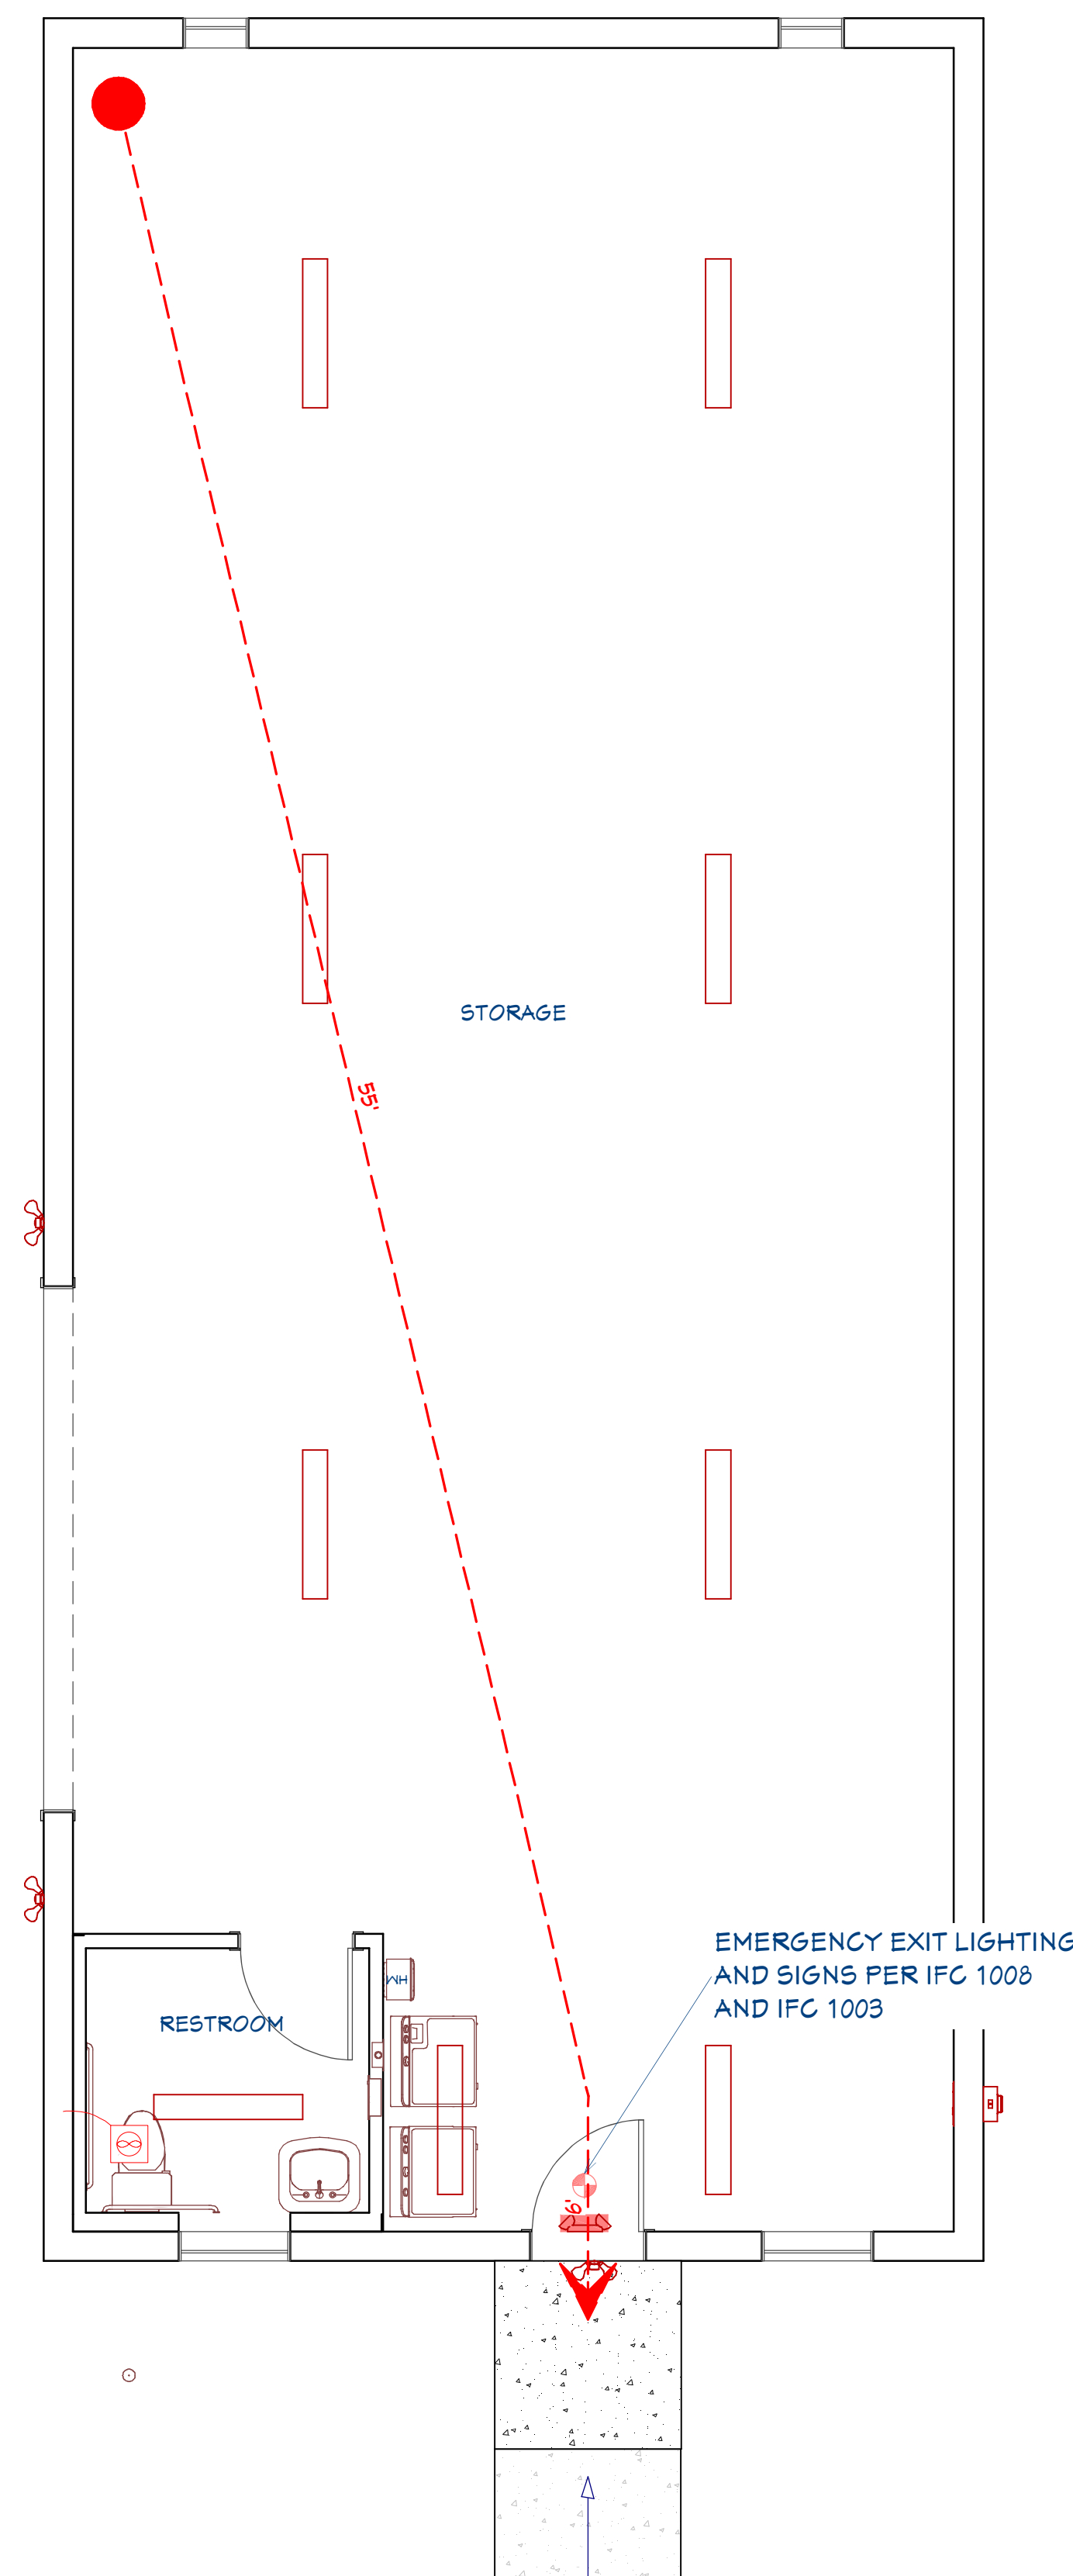 STORAGE
55'
EMERGENCY EXIT LIGHTING
AND SIGNS PER IFC 1008
AND IFC 1003
WH
RESTROOM
6'